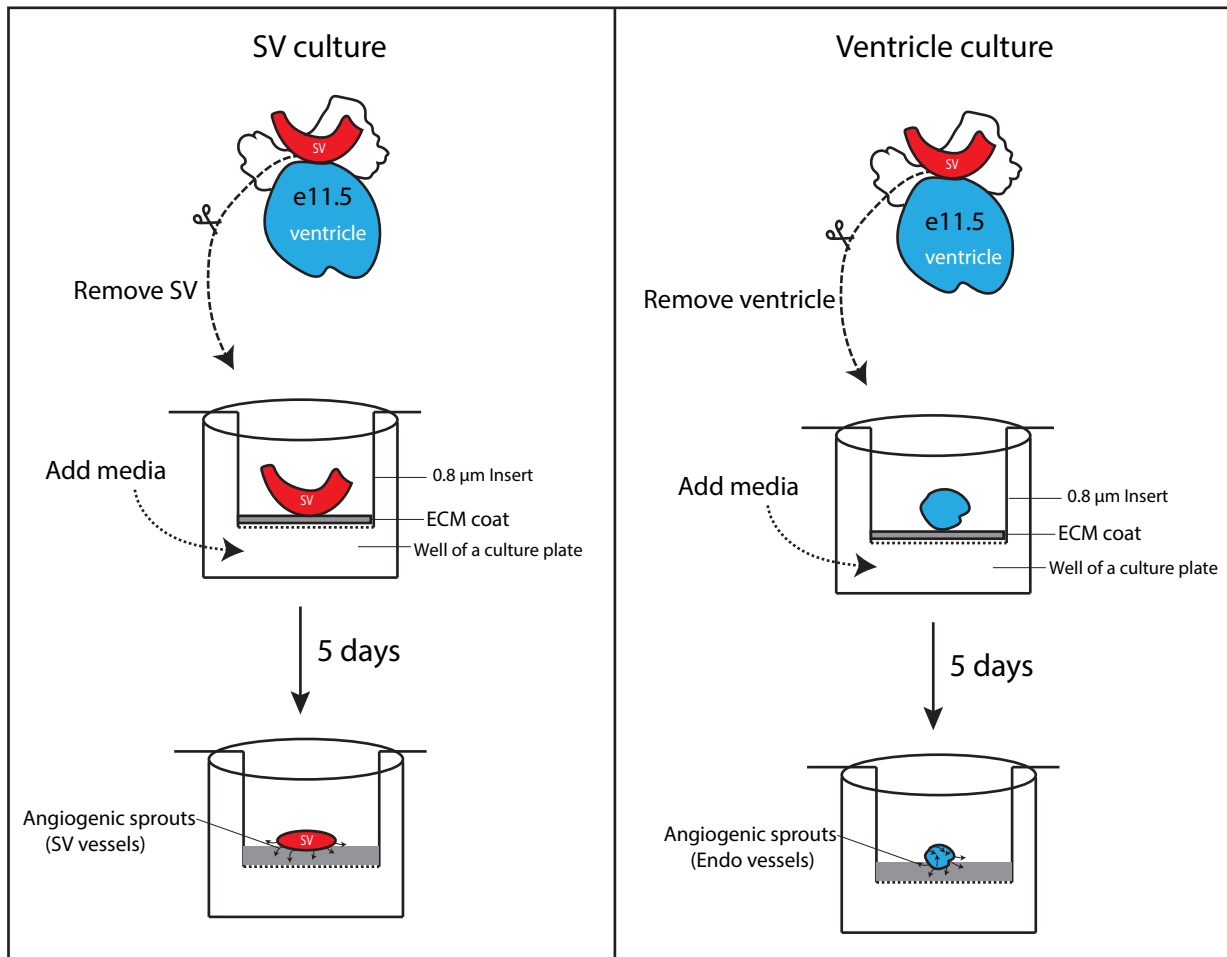 SV culture
SV
e11.5
ventricle
Remove SV
Add media
SV
0.8 μm Insert
ECM coat
Well of a culture plate
5 days
Angiogenic sprouts
(SV vessels)
SV
Ventricle culture
SV
e11.5
ventricle
Remove ventricle
Add media
0.8 μm Insert
ECM coat
Well of a culture plate
5 days
Angiogenic sprouts
(Endo vessels)